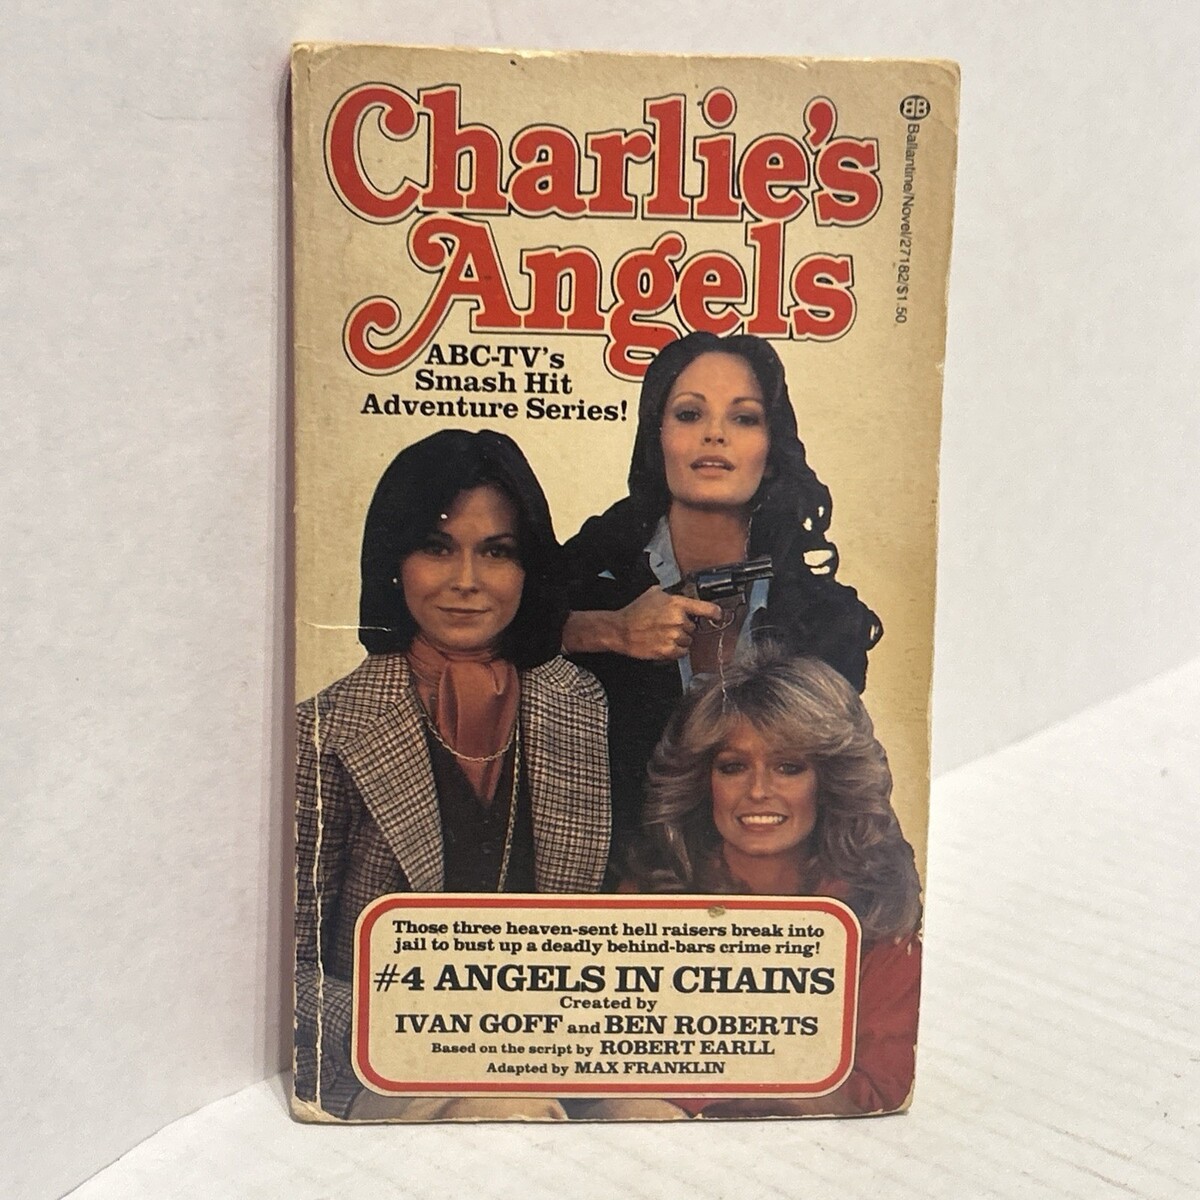 Charlie's
Angels
BB Ballantine/Novel/27182/$1.50
ABC-TV's
Smash Hit
Adventure Series!
Those three heaven-sent hell raisers break into
jail to bust up a deadly behind-bars crime ring!
#4 ANGELS IN CHAINS
Created by
IVAN GOFF and BEN ROBERTS
Based on the script by ROBERT EARLL
Adapted by MAX FRANKLIN